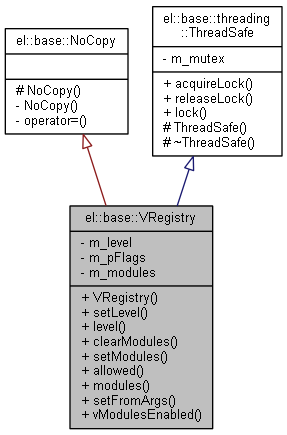 el::base::NoCopy
# NoCopy()
- NoCopy()
- operator=()
el::base::threading
::ThreadSafe
- m_mutex
+ acquireLock()
+ releaseLock()
+ lock()
# ThreadSafe()
# ~ThreadSafe()
el::base::VRegistry
- m_level
- m_pFlags
- m_modules
+ VRegistry()
+ setLevel()
+ level()
+ clearModules()
+ setModules()
+ allowed()
+ modules()
+ setFromArgs()
+ vModulesEnabled()